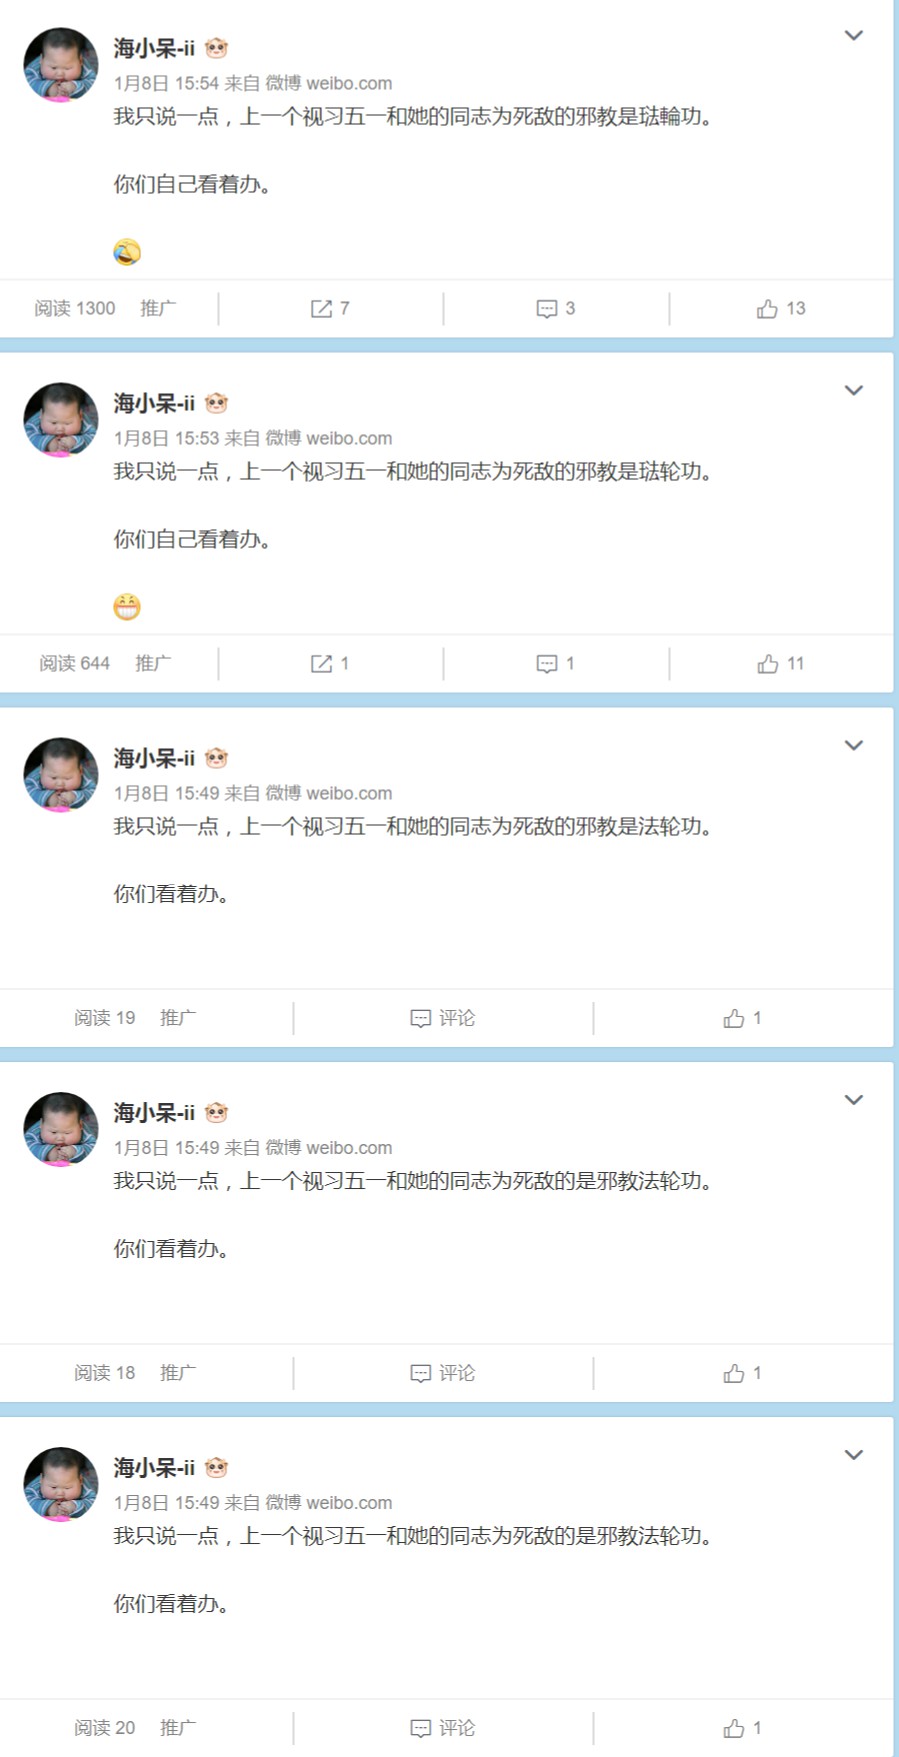 海小呆-ii
1月8日 15:54 来自 微博 weibo.com
我只说一点，上一个视习五一和她的同志为死敌的邪教是琺輪功。
你们自己看着办。
阅读 1300 推广 7 3 13
海小呆-ii
1月8日 15:53 来自 微博 weibo.com
我只说一点，上一个视习五一和她的同志为死敌的邪教是琺轮功。
你们自己看着办。
阅读 644 推广 1 1 11
海小呆-ii
1月8日 15:49 来自 微博 weibo.com
我只说一点，上一个视习五一和她的同志为死敌的邪教是法轮功。
你们看着办。
阅读 19 推广 评论 1
海小呆-ii
1月8日 15:49 来自 微博 weibo.com
我只说一点，上一个视习五一和她的同志为死敌的是邪教法轮功。
你们看着办。
阅读 18 推广 评论 1
海小呆-ii
1月8日 15:49 来自 微博 weibo.com
我只说一点，上一个视习五一和她的同志为死敌的是邪教法轮功。
你们看着办。
阅读 20 推广 评论 1